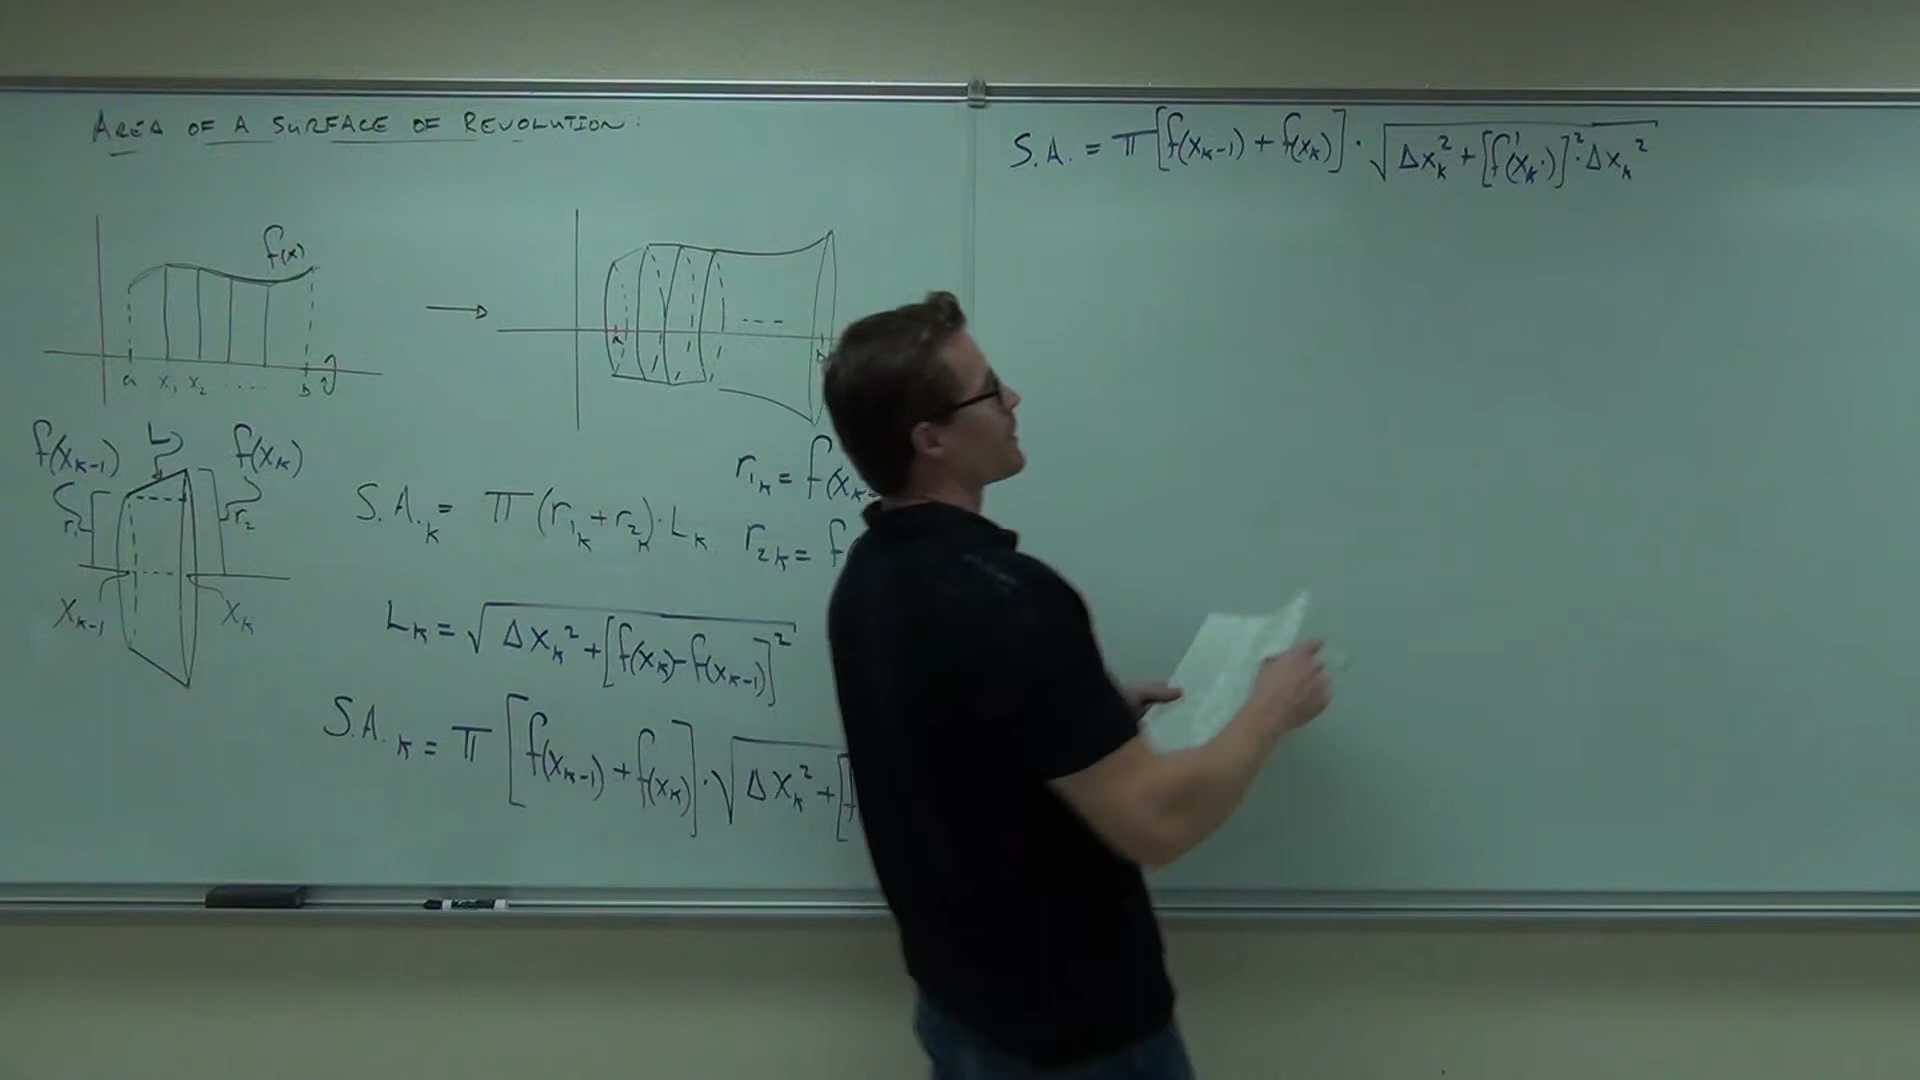 AREA OF A SURFACE OF REVOLUTION:
f(x)
a x₁ x₂ .... b
a
b
f(xₖ₋₁) L f(xₖ)
r₁ r₂
xₖ₋₁ xₖ
S.A.ₖ = π(r₁ₖ + r₂ₖ)·Lₖ
r₁ₖ = f(xₖ₋
r₂ₖ = f
Lₖ = √(Δxₖ² + [f(xₖ) - f(xₖ₋₁)]²)
S.A.ₖ = π[f(xₖ₋₁) + f(xₖ)]·√(Δxₖ² + [f
S.A. = π[f(xₖ₋₁) + f(xₖ)]·√(Δxₖ² + [f'(xₖ·)]²·Δxₖ²)